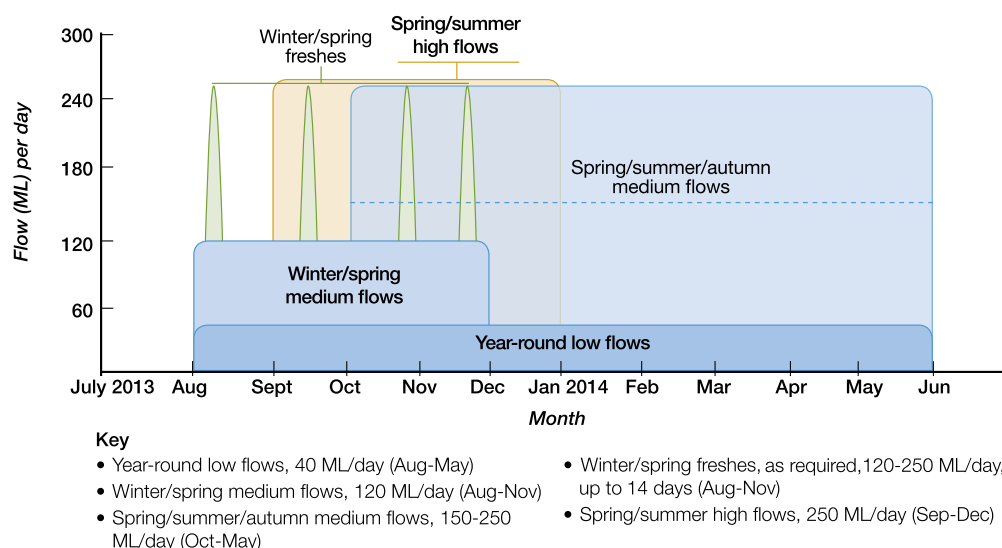 Spring/summer
high flows
Winter/spring
freshes
300
240
180
120
60
Flow (ML) per day
Spring/summer/autumn
medium flows
Winter/spring
medium flows
Year-round low flows
July 2013 Aug Sept Oct Nov Dec Jan 2014 Feb Mar Apr May Jun
Month
Key
• Year-round low flows, 40 ML/day (Aug-May)
• Winter/spring medium flows, 120 ML/day (Aug-Nov)
• Spring/summer/autumn medium flows, 150-250
ML/day (Oct-May)
• Winter/spring freshes, as required, 120-250 ML/day,
up to 14 days (Aug-Nov)
• Spring/summer high flows, 250 ML/day (Sep-Dec)